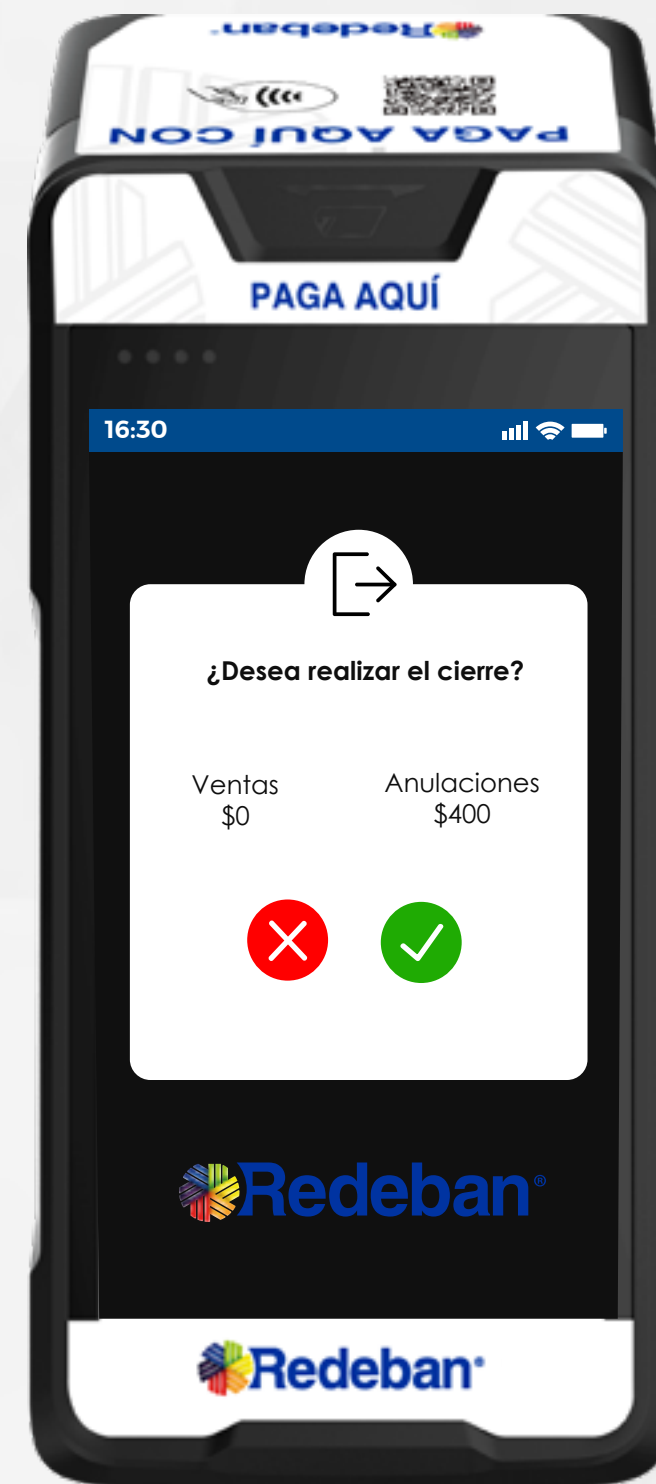 Redeban
PAGA AQUÍ CON
PAGA AQUÍ
16:30
¿Desea realizar el cierre?
Ventas
$0
Anulaciones
$400
Redeban®
Redeban